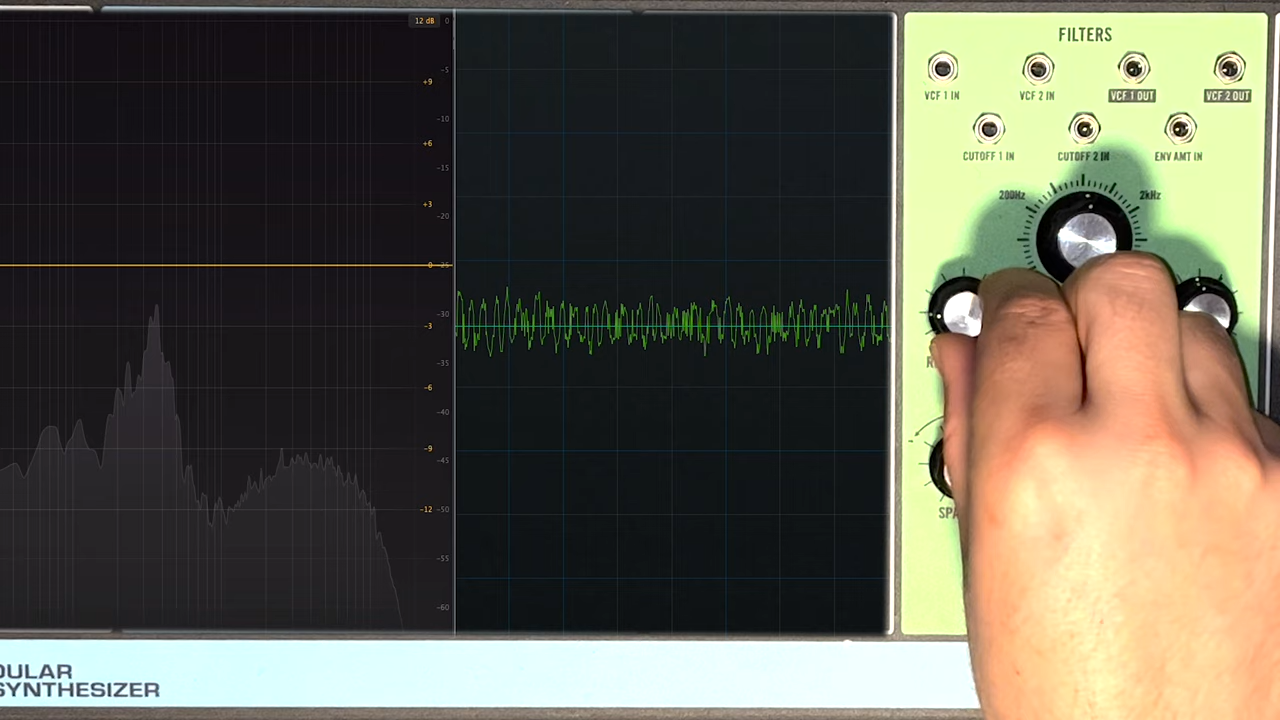 12 dB 0
-5
+9
-10
+6
-15
+3
-20
0 -25
-30
-3
-35
-6
-40
-9
-45
-12 -50
-55
-60
FILTERS
VCF 1 IN VCF 2 IN VCF 1 OUT VCF 2 OUT
CUTOFF 1 IN CUTOFF 2 IN ENV AMT IN
200Hz 2kHz
DULAR
SYNTHESIZER